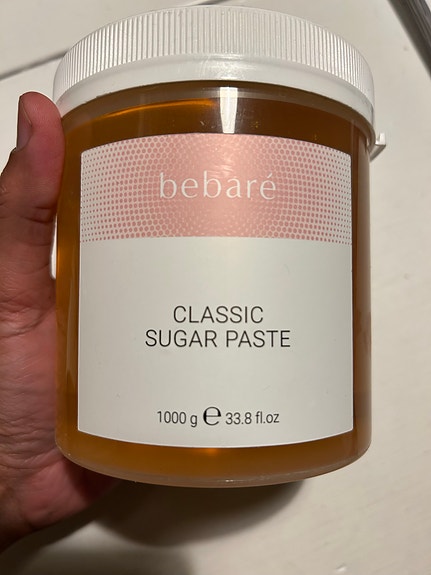 bebaré
CLASSIC
SUGAR PASTE
1000 g ℮ 33.8 fl.oz